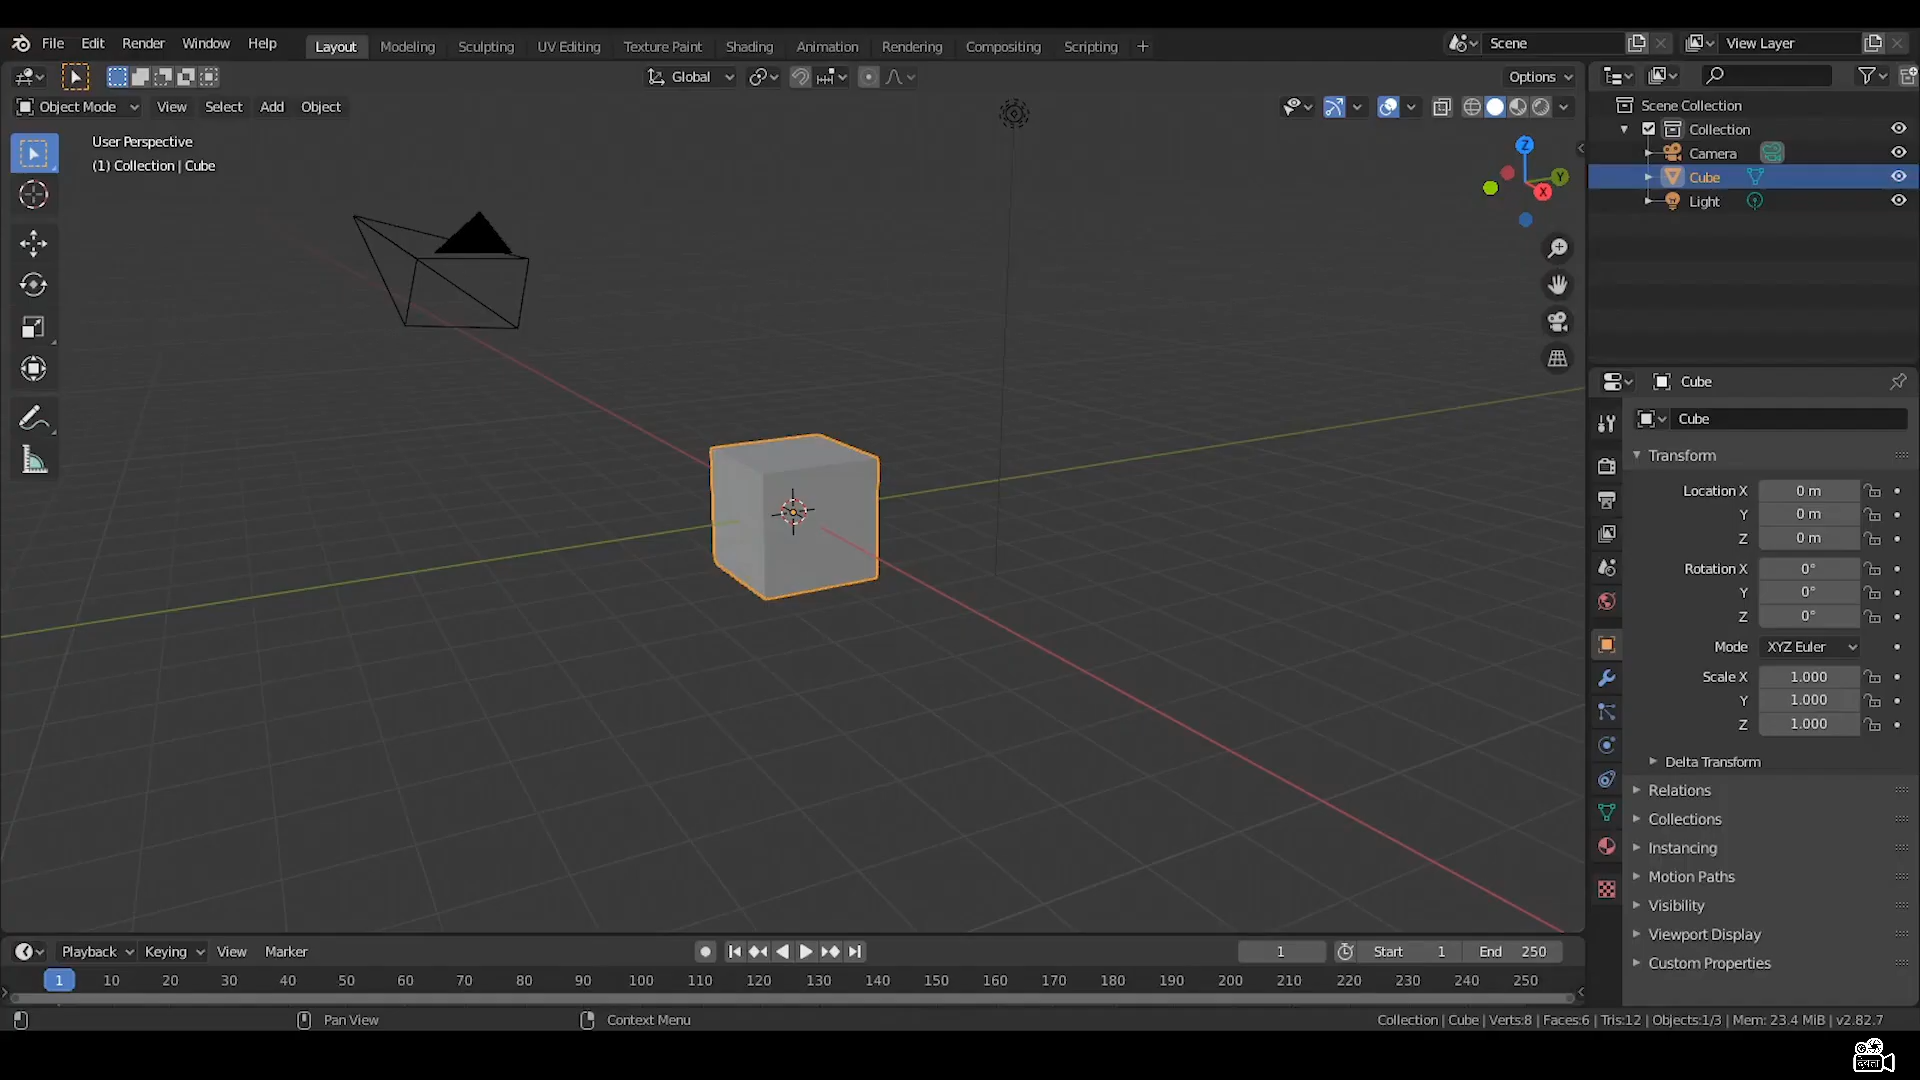 File Edit Render Window Help Layout Modeling Sculpting UV Editing Texture Paint Shading Animation Rendering Compositing Scripting + Scene View Layer
Global Options
Object Mode View Select Add Object
User Perspective
(1) Collection | Cube
Z
Y
X
Scene Collection
Collection
Camera
Cube
Light
Cube
Cube
Transform
Location X 0 m
Y 0 m
Z 0 m
Rotation X 0°
Y 0°
Z 0°
Mode XYZ Euler
Scale X 1.000
Y 1.000
Z 1.000
Delta Transform
Relations
Collections
Instancing
Motion Paths
Visibility
Viewport Display
Custom Properties
Playback Keying View Marker 1 Start 1 End 250
1 10 20 30 40 50 60 70 80 90 100 110 120 130 140 150 160 170 180 190 200 210 220 230 240 250
Pan View Context Menu Collection | Cube | Verts:8 | Faces:6 | Tris:12 | Objects:1/3 | Mem: 23.4 MiB | v2.82.7